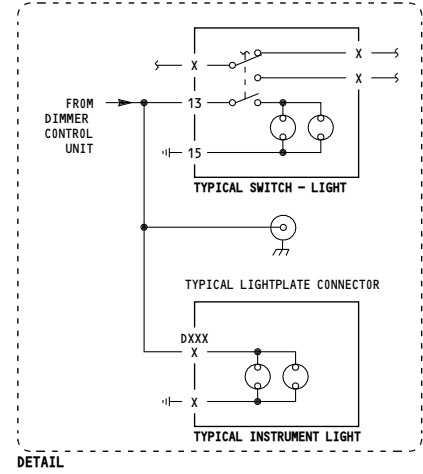 X
X
X
FROM
DIMMER
CONTROL
UNIT
13
15
TYPICAL SWITCH – LIGHT
TYPICAL LIGHTPLATE CONNECTOR
DXXX
X
X
TYPICAL INSTRUMENT LIGHT
DETAIL